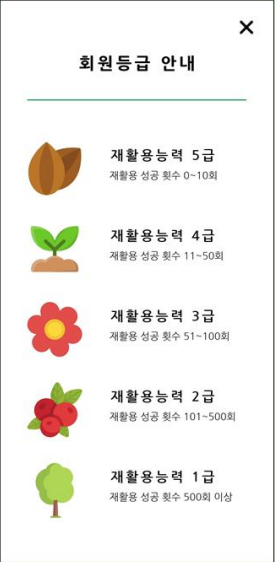 회원등급 안내
재활용능력 5급
재활용 성공 횟수 0~10회
재활용능력 4급
재활용 성공 횟수 11~50회
재활용능력 3급
재활용 성공 횟수 51~100회
재활용능력 2급
재활용 성공 횟수 101~500회
재활용능력 1급
재활용 성공 횟수 500회 이상